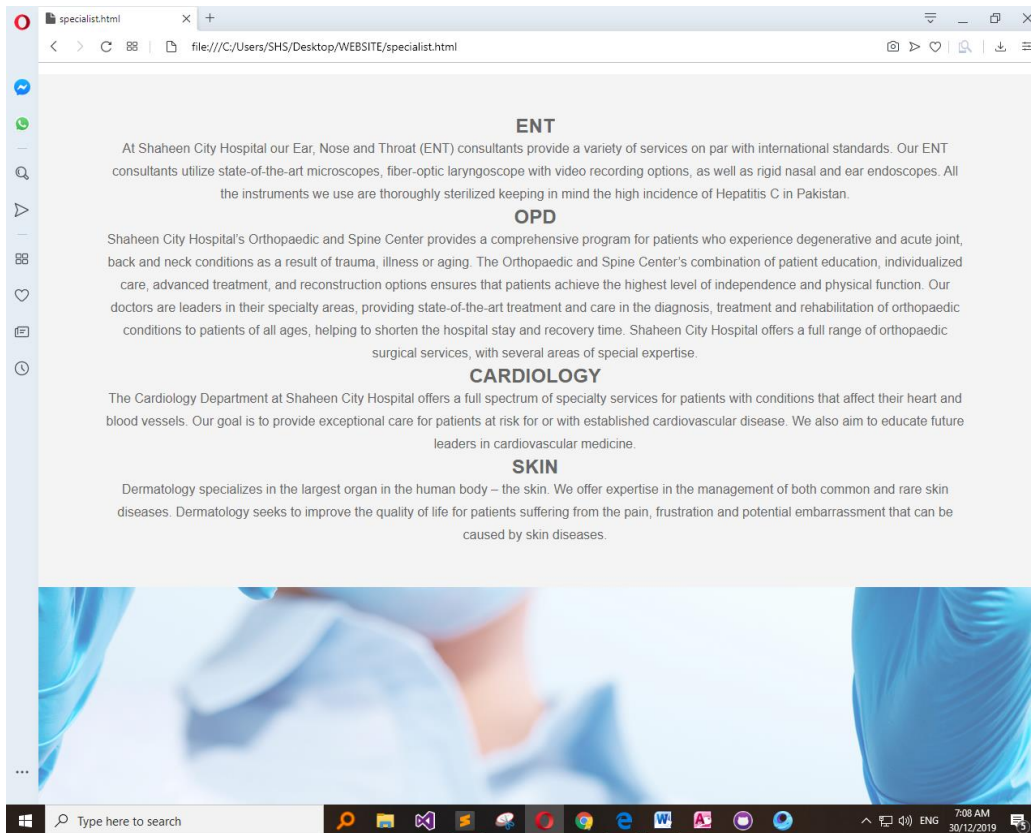 specialist.html
file:///C:/Users/SHS/Desktop/WEBSITE/specialist.html
ENT
At Shaheen City Hospital our Ear, Nose and Throat (ENT) consultants provide a variety of services on par with international standards. Our ENT
consultants utilize state-of-the-art microscopes, fiber-optic laryngoscope with video recording options, as well as rigid nasal and ear endoscopes. All
the instruments we use are thoroughly sterilized keeping in mind the high incidence of Hepatitis C in Pakistan.
OPD
Shaheen City Hospital's Orthopaedic and Spine Center provides a comprehensive program for patients who experience degenerative and acute joint,
back and neck conditions as a result of trauma, illness or aging. The Orthopaedic and Spine Center's combination of patient education, individualized
care, advanced treatment, and reconstruction options ensures that patients achieve the highest level of independence and physical function. Our
doctors are leaders in their specialty areas, providing state-of-the-art treatment and care in the diagnosis, treatment and rehabilitation of orthopaedic
conditions to patients of all ages, helping to shorten the hospital stay and recovery time. Shaheen City Hospital offers a full range of orthopaedic
surgical services, with several areas of special expertise.
CARDIOLOGY
The Cardiology Department at Shaheen City Hospital offers a full spectrum of specialty services for patients with conditions that affect their heart and
blood vessels. Our goal is to provide exceptional care for patients at risk for or with established cardiovascular disease. We also aim to educate future
leaders in cardiovascular medicine.
SKIN
Dermatology specializes in the largest organ in the human body – the skin. We offer expertise in the management of both common and rare skin
diseases. Dermatology seeks to improve the quality of life for patients suffering from the pain, frustration and potential embarrassment that can be
caused by skin diseases.
Type here to search
ENG
7:08 AM
30/12/2019